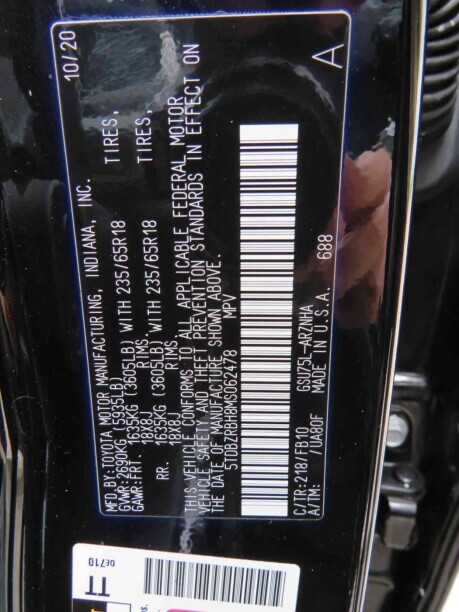 MFD BY: TOYOTA MOTOR MANUFACTURING, INDIANA, INC. 10/20
GVWR: 2690KG (5935LB)
GAWR: FRT. 1635KG (3605LB) WITH 235/65R18 TIRES,
18X8J RIMS,
RR. 1635KG (3605LB) WITH 235/65R18 TIRES,
18X8J RIMS,
THIS VEHICLE CONFORMS TO ALL APPLICABLE FEDERAL MOTOR
VEHICLE SAFETY AND THEFT PREVENTION STANDARDS IN EFFECT ON
THE DATE OF MANUFACTURE SHOWN ABOVE.
5TDDZRBH8MS062478 MPV
C/TR: 218/FB10 GSU75L-ARZNHA
A/TM: /UA80F MADE IN U.S.A. 688
A
TT
0E710